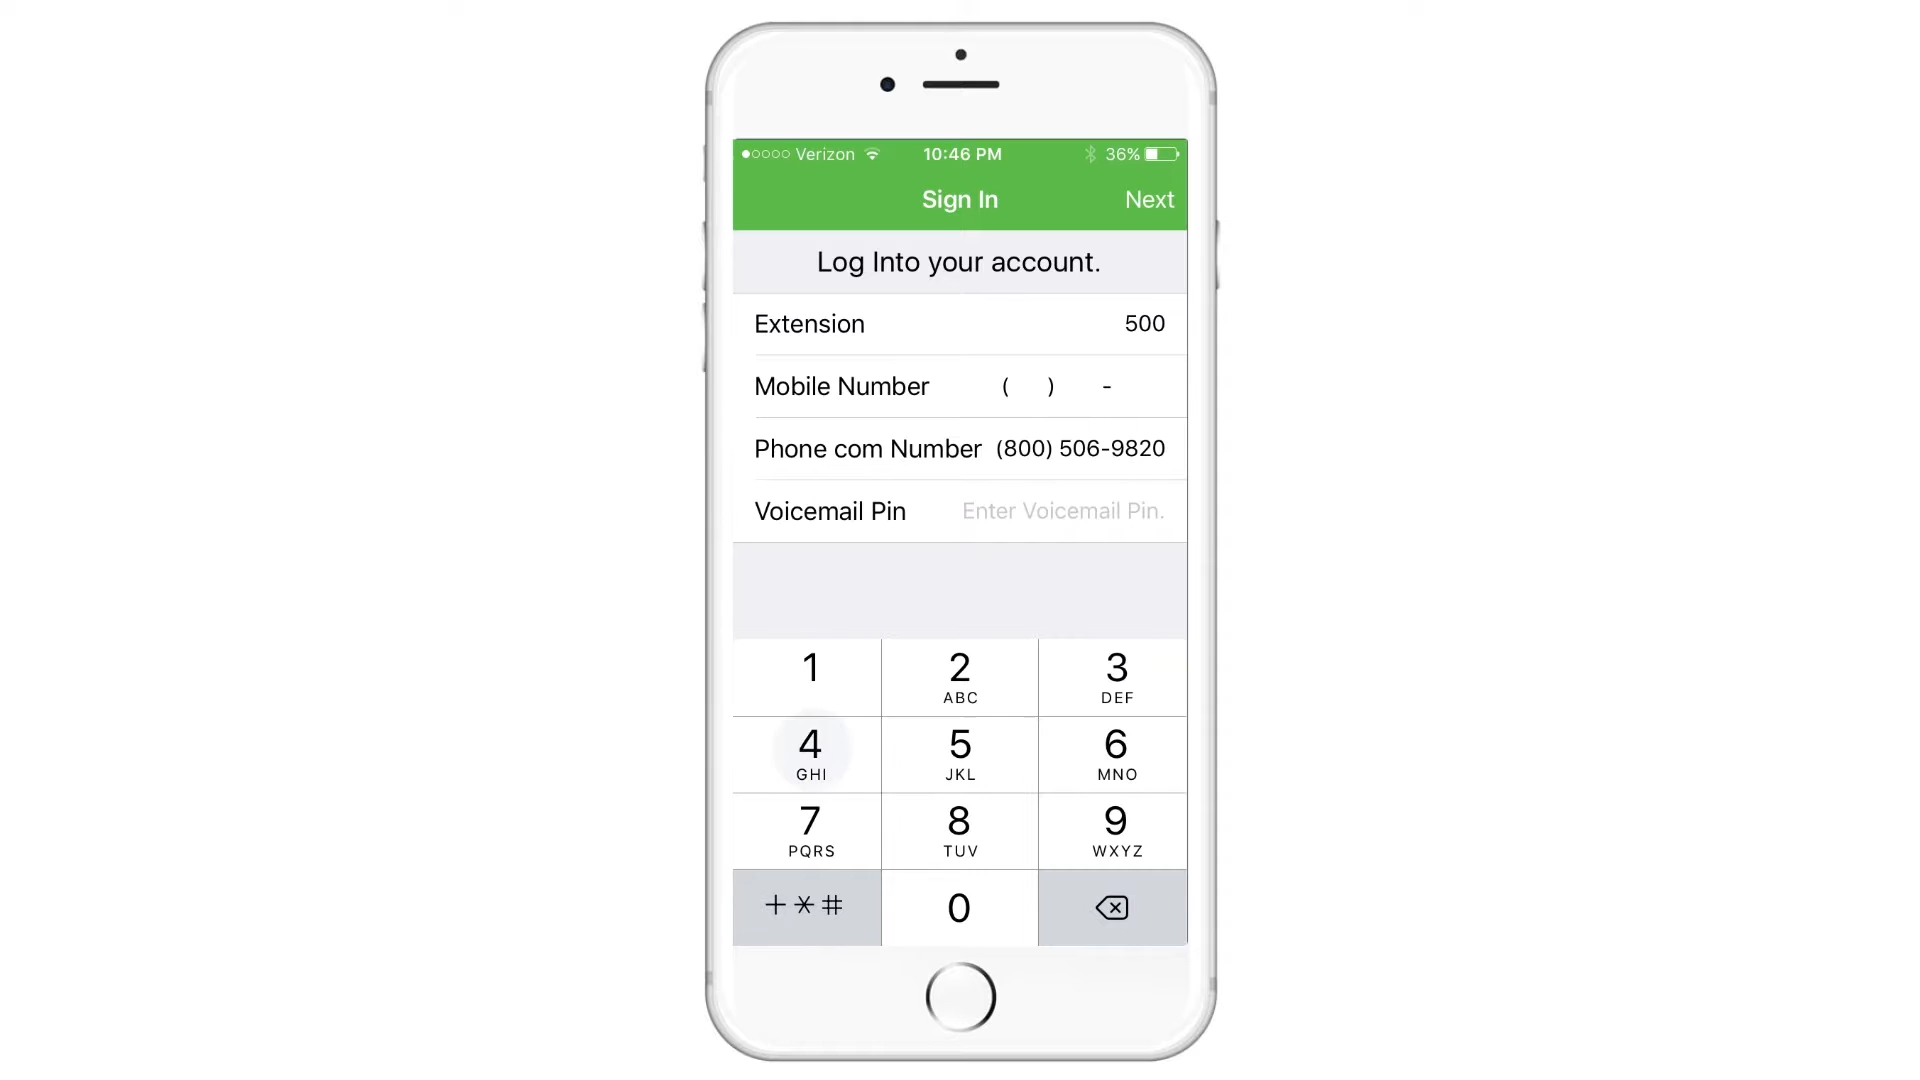 Verizon 10:46 PM 36%
Sign In Next
Log Into your account.
Extension 500
Mobile Number ( ) -
Phone com Number (800) 506-9820
Voicemail Pin Enter Voicemail Pin.
1 2 3
ABC DEF
4 5 6
GHI JKL MNO
7 8 9
PQRS TUV WXYZ
+*# 0